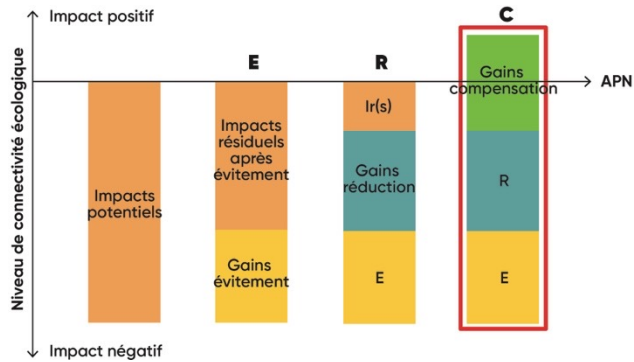 Impact positif
Niveau de connectivité écologique
E
R
C
APN
Impacts
potentiels
Impacts
résiduels
après
évitement
Gains
évitement
Ir(s)
Gains
réduction
E
Gains
compensation
R
E
Impact négatif